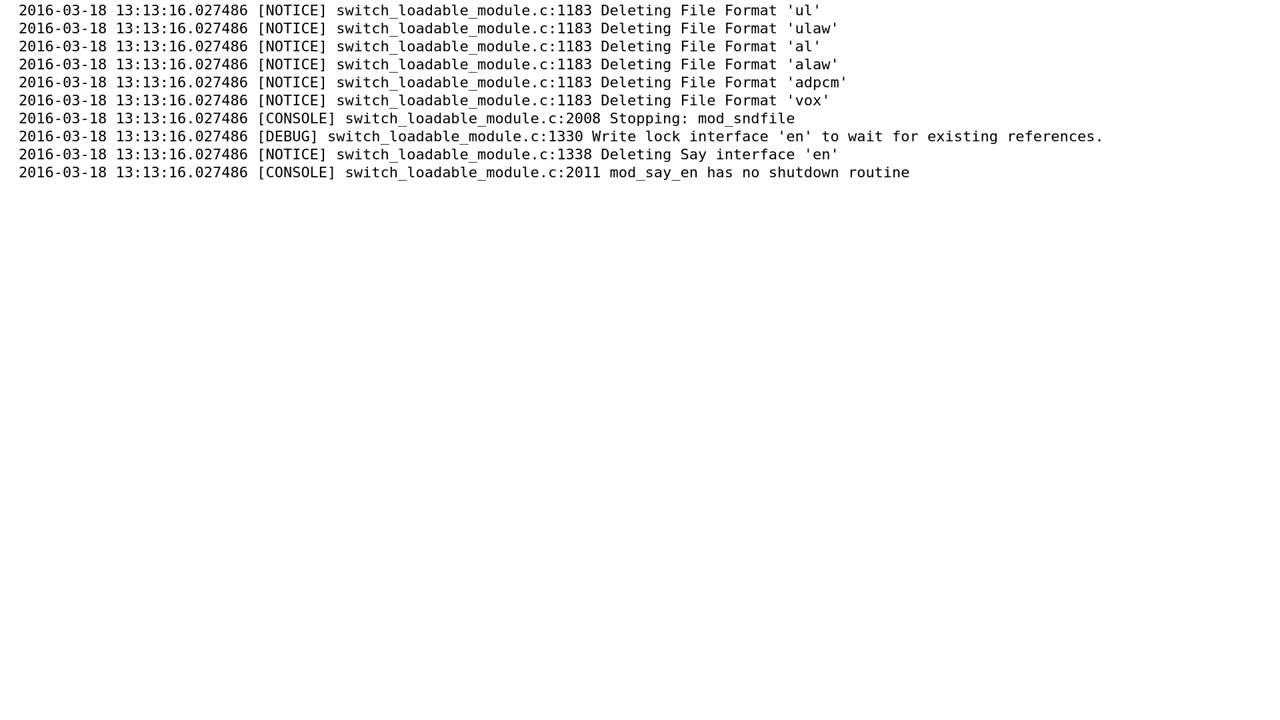 2016-03-18 13:13:16.027486 [NOTICE] switch_loadable_module.c:1183 Deleting File Format 'ul'
2016-03-18 13:13:16.027486 [NOTICE] switch_loadable_module.c:1183 Deleting File Format 'ulaw'
2016-03-18 13:13:16.027486 [NOTICE] switch_loadable_module.c:1183 Deleting File Format 'al'
2016-03-18 13:13:16.027486 [NOTICE] switch_loadable_module.c:1183 Deleting File Format 'alaw'
2016-03-18 13:13:16.027486 [NOTICE] switch_loadable_module.c:1183 Deleting File Format 'adpcm'
2016-03-18 13:13:16.027486 [NOTICE] switch_loadable_module.c:1183 Deleting File Format 'vox'
2016-03-18 13:13:16.027486 [CONSOLE] switch_loadable_module.c:2008 Stopping: mod_sndfile
2016-03-18 13:13:16.027486 [DEBUG] switch_loadable_module.c:1330 Write lock interface 'en' to wait for existing references.
2016-03-18 13:13:16.027486 [NOTICE] switch_loadable_module.c:1338 Deleting Say interface 'en'
2016-03-18 13:13:16.027486 [CONSOLE] switch_loadable_module.c:2011 mod_say_en has no shutdown routine